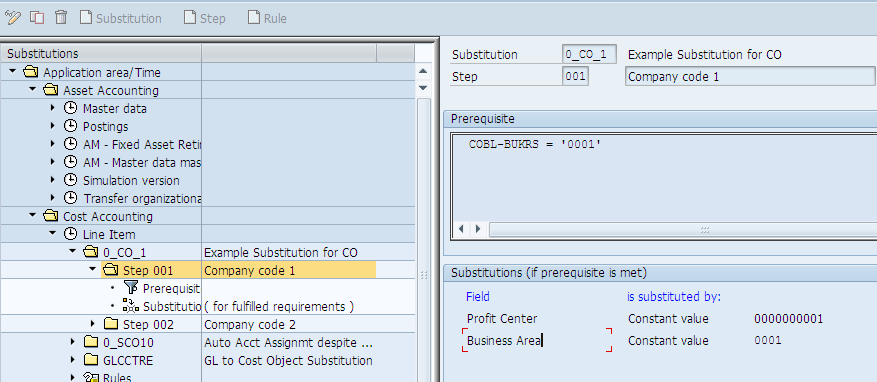 Substitution Step Rule
Substitutions
Application area/Time
Asset Accounting
Master data
Postings
AM - Fixed Asset Reti
AM - Master data mas
Simulation version
Transfer organizationa
Cost Accounting
Line Item
0_CO_1 Example Substitution for CO
Step 001 Company code 1
Prerequisit
Substitutio ( for fulfilled requirements )
Step 002 Company code 2
0_SCO10 Auto Acct Assignmt despite ...
GLCCTRE GL to Cost Object Substitution
Rules
Substitution 0_CO_1 Example Substitution for CO
Step 001 Company code 1
Prerequisite
COBL-BUKRS = '0001'
Substitutions (if prerequisite is met)
Field is substituted by:
Profit Center Constant value 0000000001
Business Area Constant value 0001